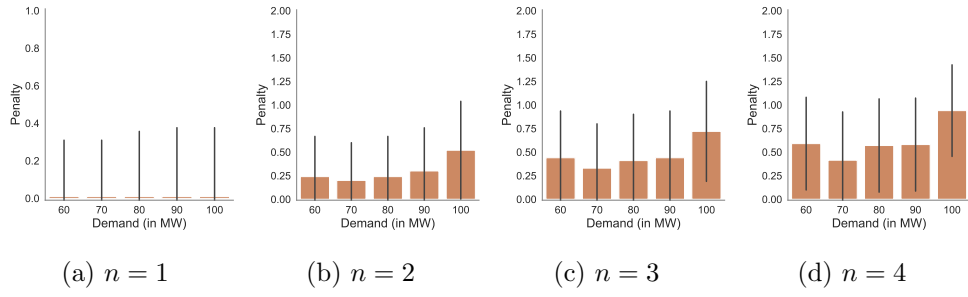 Penalty
1.0
0.8
0.6
0.4
0.2
0.0
60 70 80 90 100
Demand (in MW)
(a) n = 1
Penalty
2.00
1.75
1.50
1.25
1.00
0.75
0.50
0.25
0.00
60 70 80 90 100
Demand (in MW)
(b) n = 2
Penalty
2.00
1.75
1.50
1.25
1.00
0.75
0.50
0.25
0.00
60 70 80 90 100
Demand (in MW)
(c) n = 3
Penalty
2.00
1.75
1.50
1.25
1.00
0.75
0.50
0.25
0.00
60 70 80 90 100
Demand (in MW)
(d) n = 4